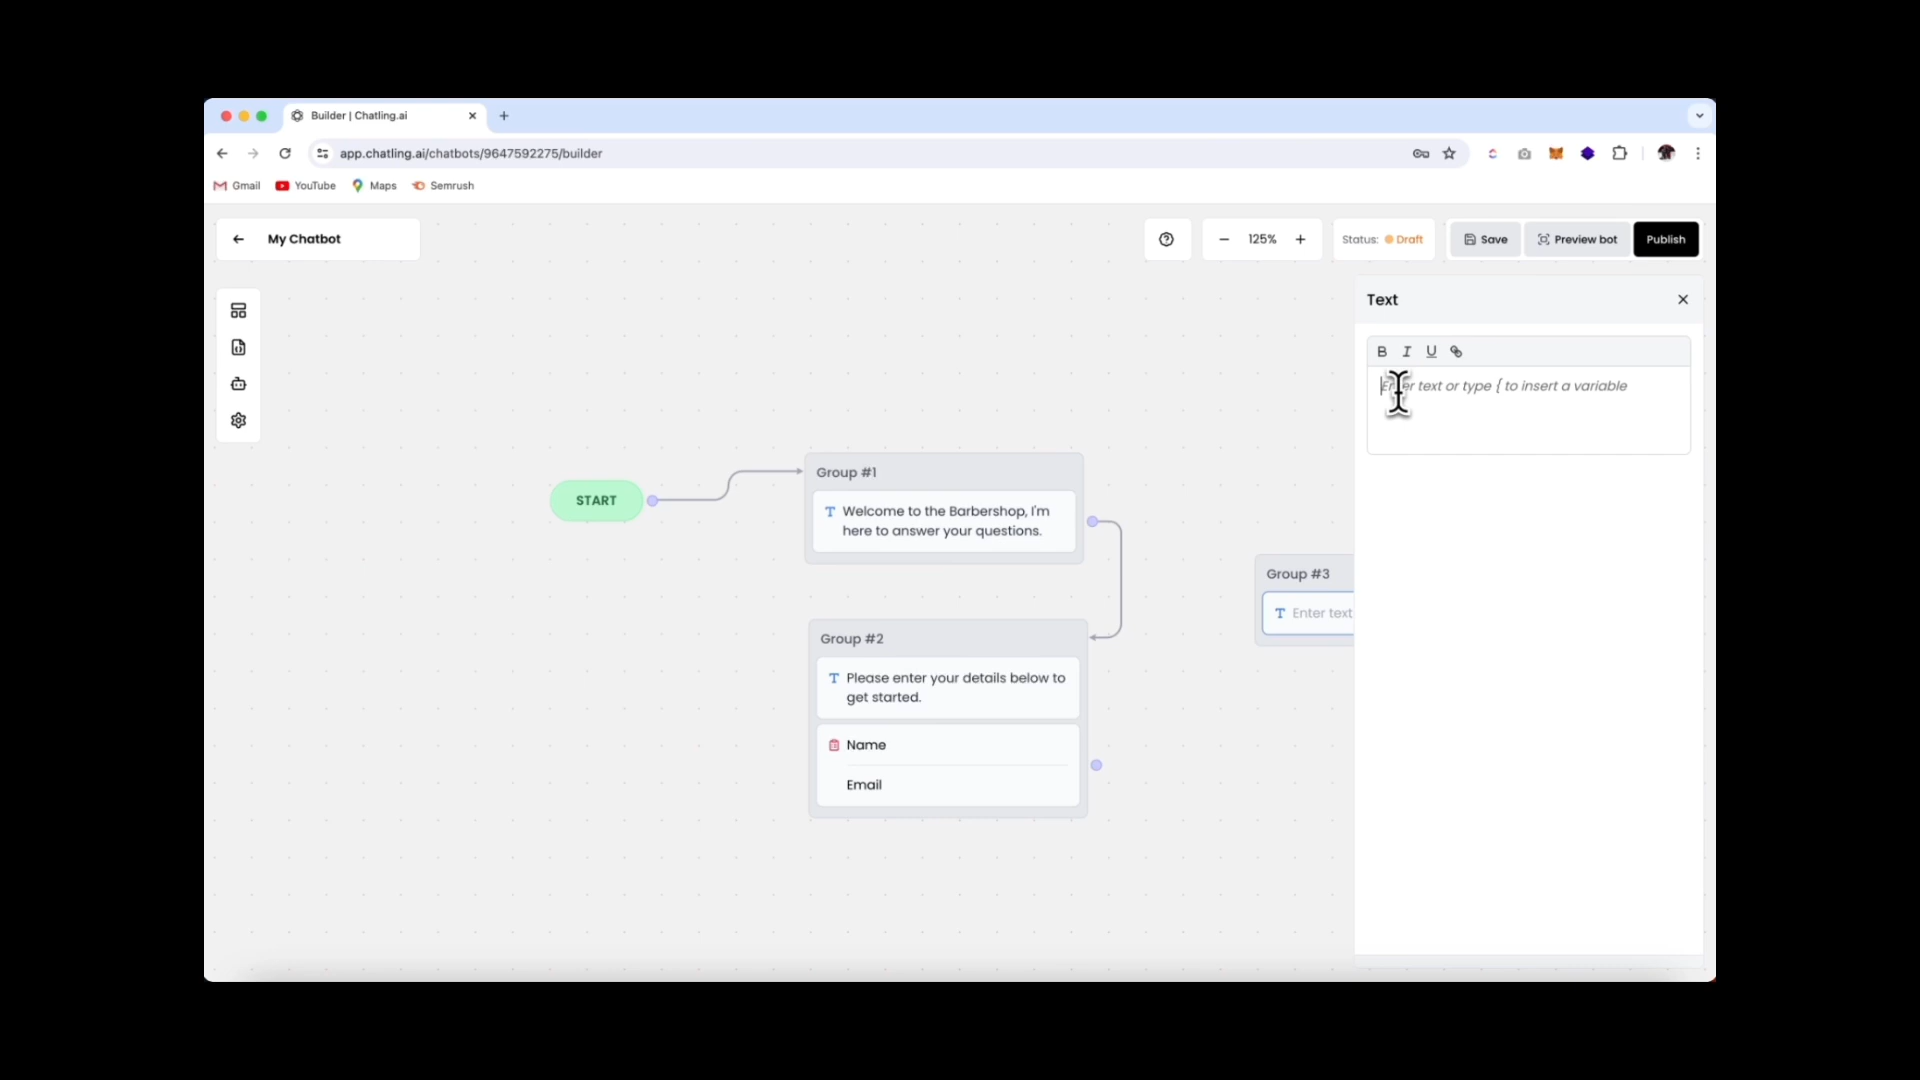 Builder | Chatling.ai
app.chatling.ai/chatbots/9647592275/builder
Gmail YouTube Maps Semrush
My Chatbot
125%
Status: Draft
Save
Preview bot
Publish
Text
B I U
Enter text or type { to insert a variable
START
Group #1
Welcome to the Barbershop, I'm
here to answer your questions.
Group #3
Enter text
Group #2
Please enter your details below to
get started.
Name
Email